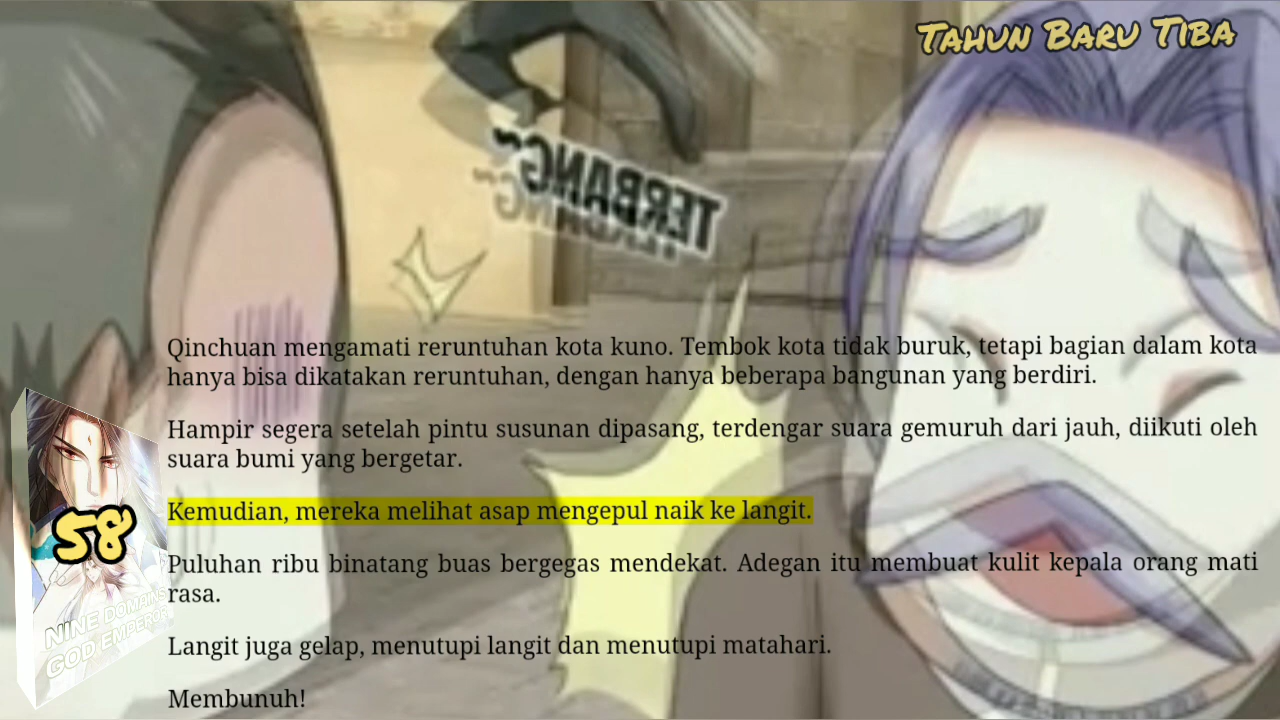 Tahun Baru Tiba
TERBANG~
Qinchuan mengamati reruntuhan kota kuno. Tembok kota tidak buruk, tetapi bagian dalam kota
hanya bisa dikatakan reruntuhan, dengan hanya beberapa bangunan yang berdiri.
Hampir segera setelah pintu susunan dipasang, terdengar suara gemuruh dari jauh, diikuti oleh
suara bumi yang bergetar.
Kemudian, mereka melihat asap mengepul naik ke langit.
Puluhan ribu binatang buas bergegas mendekat. Adegan itu membuat kulit kepala orang mati
rasa.
Langit juga gelap, menutupi langit dan menutupi matahari.
Membunuh!
58
NINE DOMAINS
GOD EMPEROR